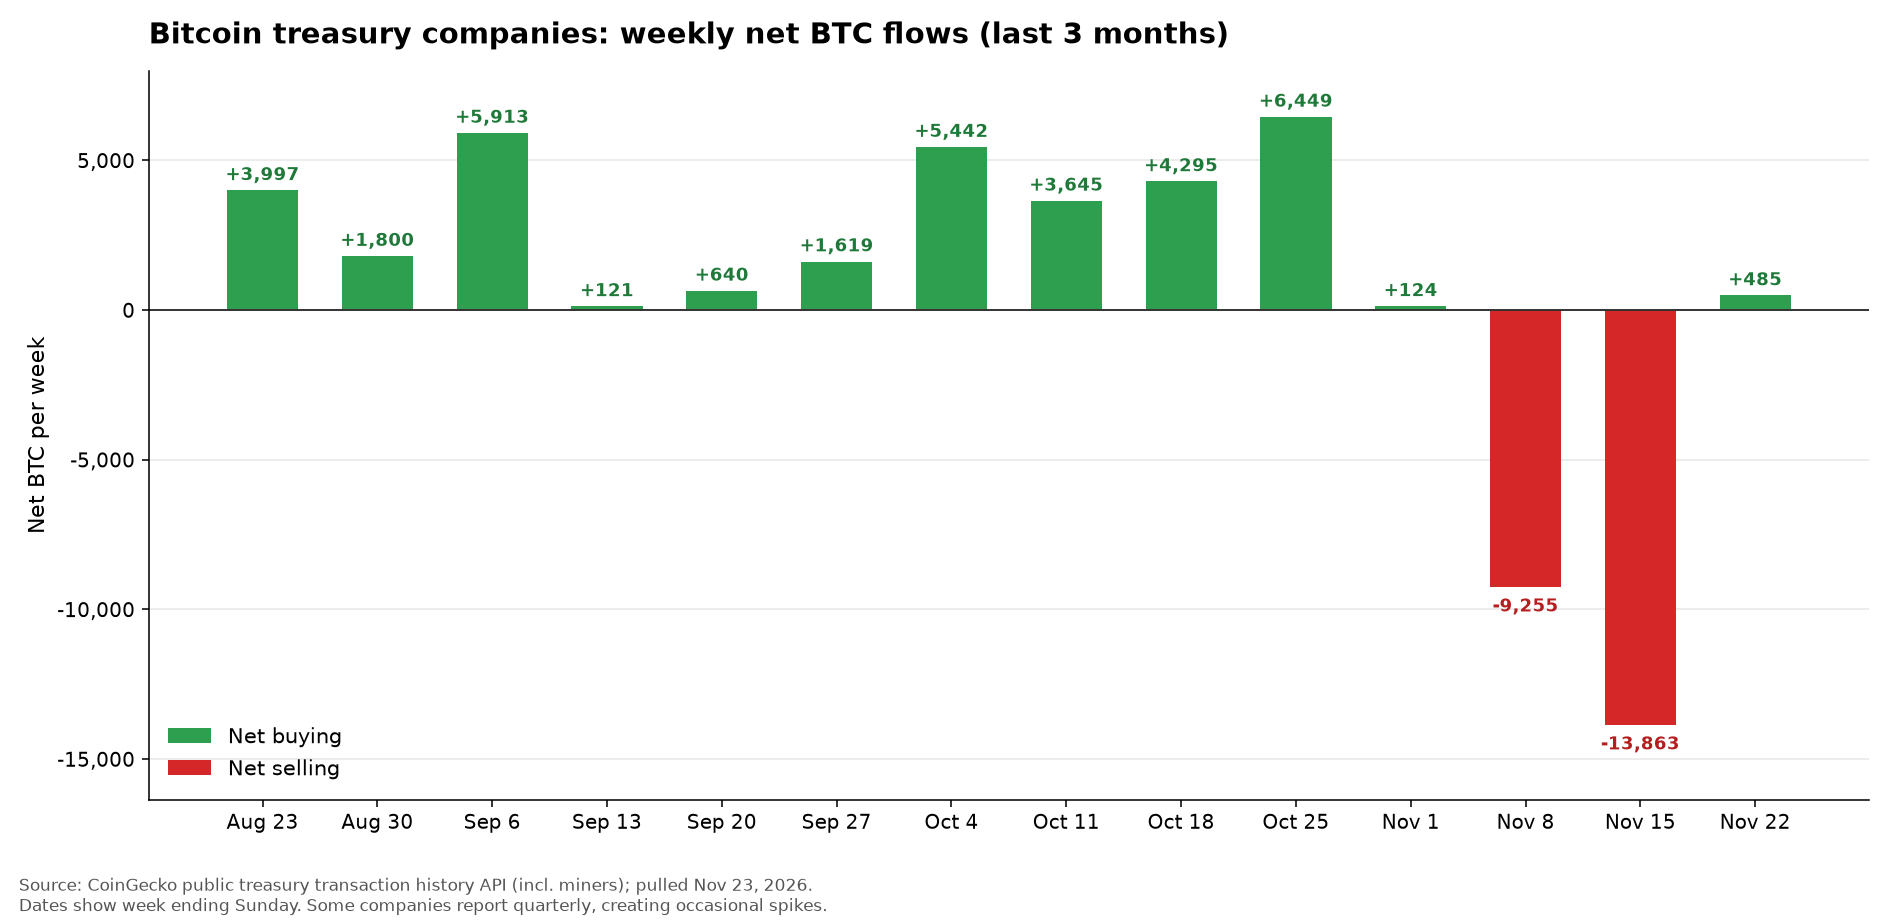 Bitcoin treasury companies: weekly net BTC flows (last 3 months)
Net BTC per week
5,000
0
-5,000
-10,000
-15,000
+3,997
+1,800
+5,913
+121
+640
+1,619
+5,442
+3,645
+4,295
+6,449
+124
-9,255
-13,863
+485
Net buying
Net selling
Aug 23
Aug 30
Sep 6
Sep 13
Sep 20
Sep 27
Oct 4
Oct 11
Oct 18
Oct 25
Nov 1
Nov 8
Nov 15
Nov 22
Source: CoinGecko public treasury transaction history API (incl. miners); pulled Nov 23, 2026.
Dates show week ending Sunday. Some companies report quarterly, creating occasional spikes.